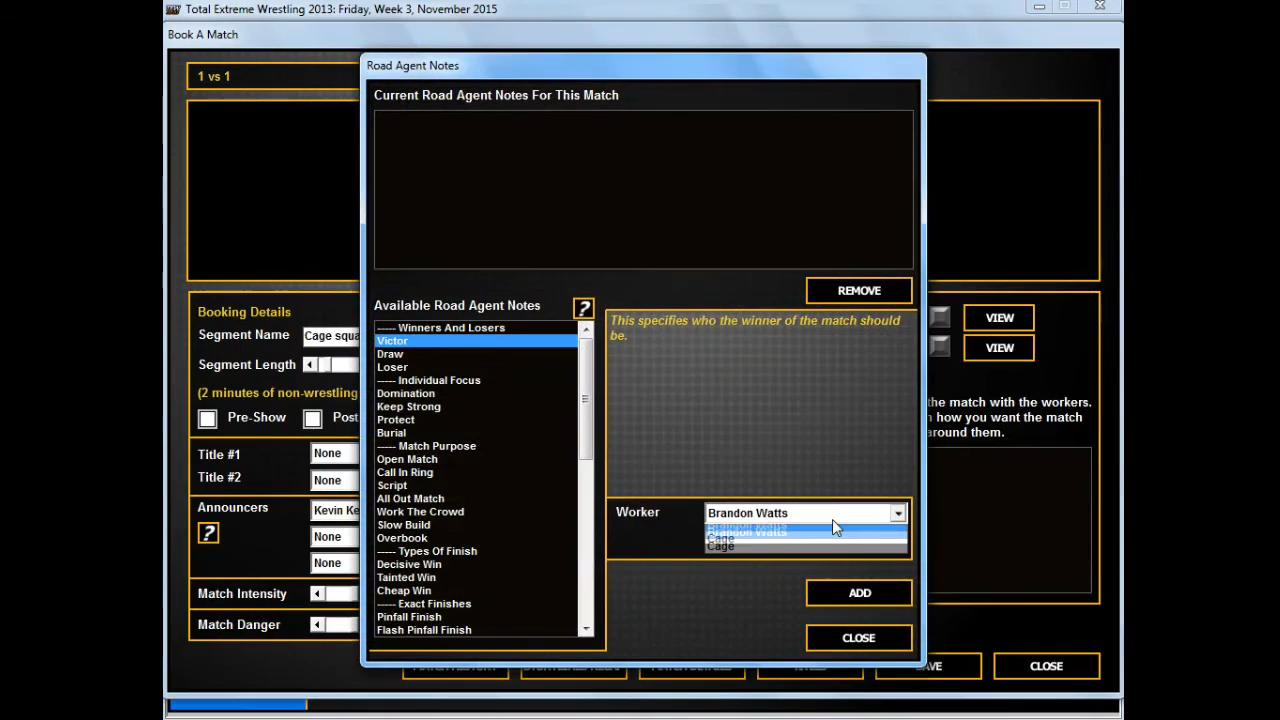 Total Extreme Wrestling 2013: Friday, Week 3, November 2015
Book A Match
Road Agent Notes
1 vs 1
Current Road Agent Notes For This Match
REMOVE
Booking Details
Segment Name
Cage squa
Segment Length
(2 minutes of non-wrestling
Pre-Show
Post
Title #1
None
Title #2
None
Announcers
Kevin Ke
?
None
None
Match Intensity
Match Danger
Available Road Agent Notes
?
----- Winners And Losers
Victor
Draw
Loser
----- Individual Focus
Domination
Keep Strong
Protect
Burial
----- Match Purpose
Open Match
Call In Ring
Script
All Out Match
Work The Crowd
Slow Build
Overbook
----- Types Of Finish
Decisive Win
Tainted Win
Cheap Win
----- Exact Finishes
Pinfall Finish
Flash Pinfall Finish
This specifies who the winner of the match should
be.
Worker
Brandon Watts
Brandon Watts
Cage
ADD
CLOSE
VIEW
VIEW
the match with the workers.
how you want the match
around them.
CLOSE